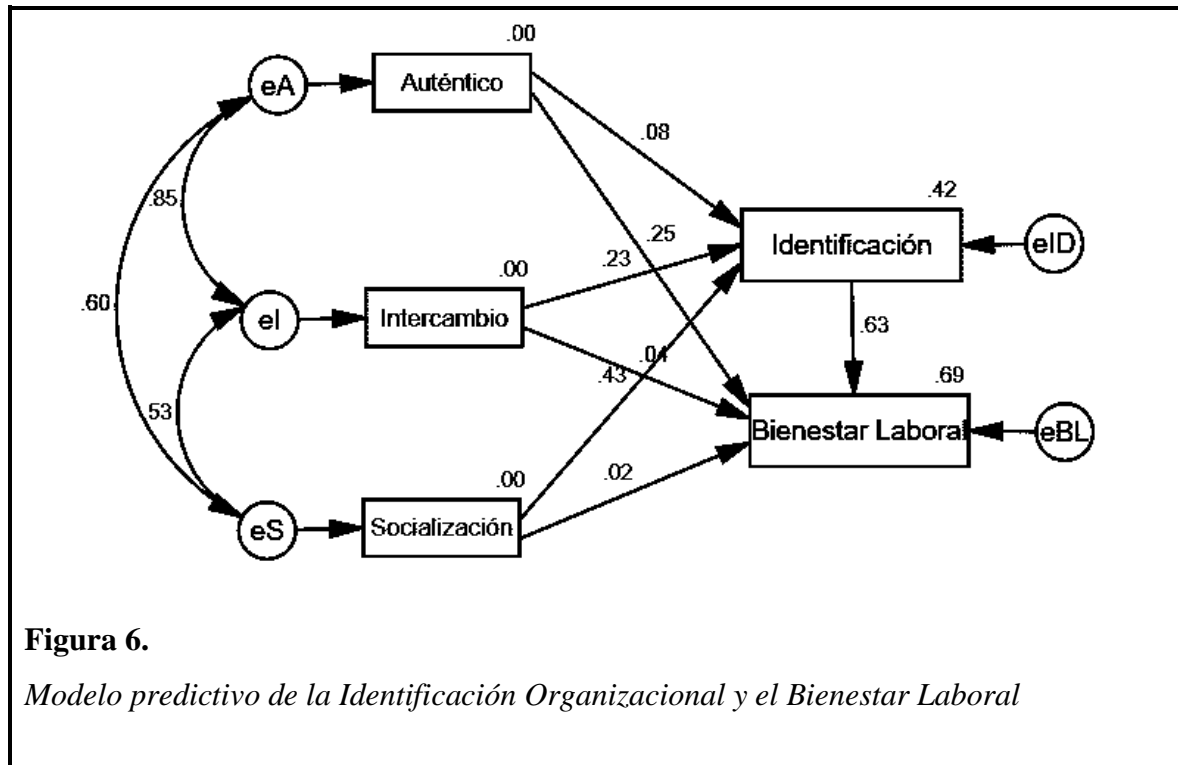 .00
eA
Auténtico
.08
.85
.42
.25
Identificación
eID
.23
.00
.60
eI
Intercambio
.63
.04
.43
.69
53
Bienestar Laboral
eBL
.00
.02
eS
Socialización
Figura 6.
Modelo predictivo de la Identificación Organizacional y el Bienestar Laboral